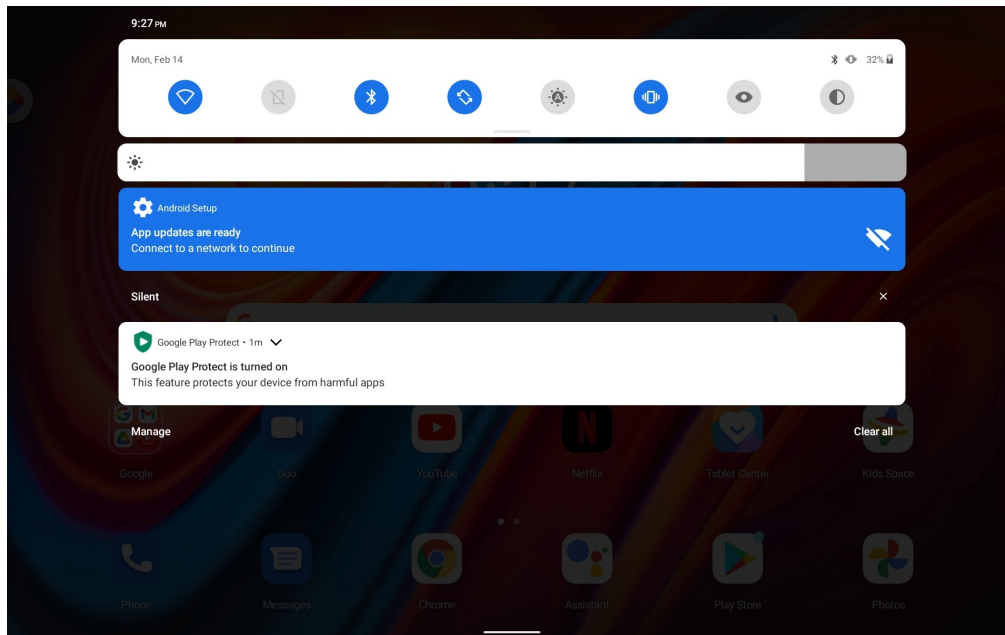 9:27 PM
Mon, Feb 14
32%
Android Setup
App updates are ready
Connect to a network to continue
Silent
Google Play Protect • 1m
Google Play Protect is turned on
This feature protects your device from harmful apps
Manage
Clear all
Google
Duo
YouTube
Netflix
Tablet Center
Kids Space
Phone
Messages
Chrome
Assistant
Play Store
Photos